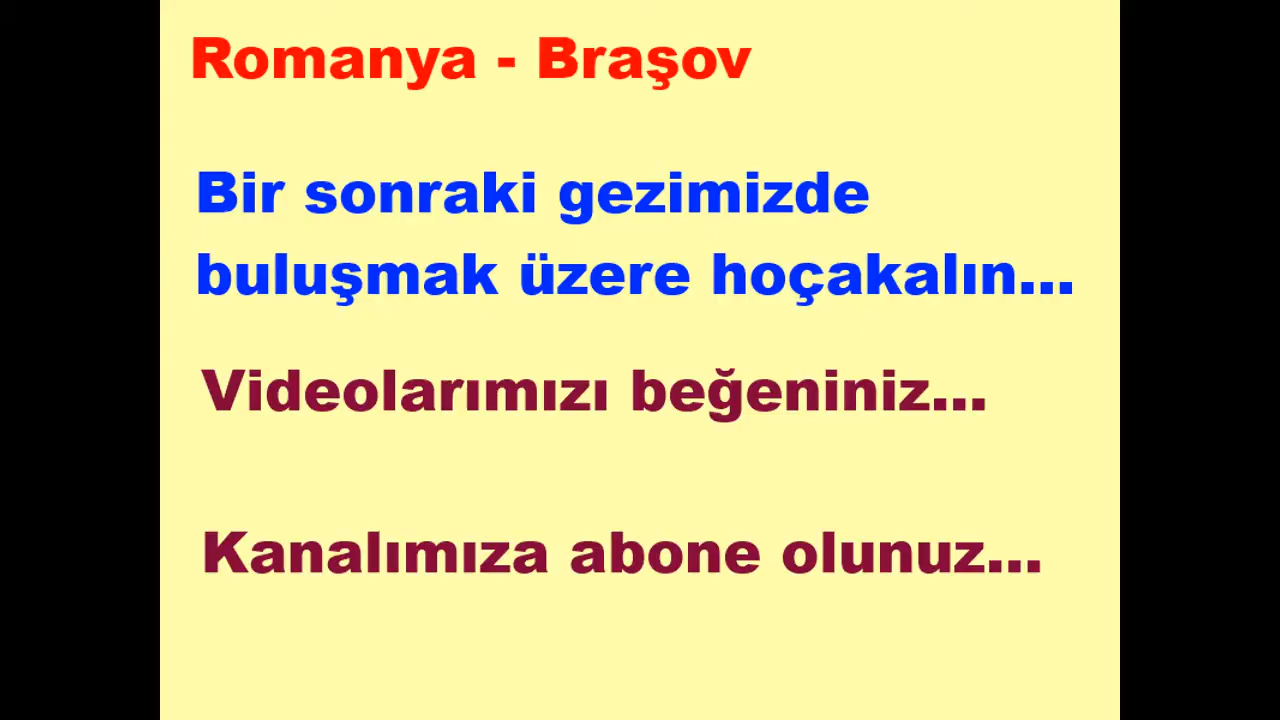 Romanya - Braşov
Bir sonraki gezimizde
buluşmak üzere hoçakalın...
Videolarımızı beğeniniz...
Kanalımıza abone olunuz...